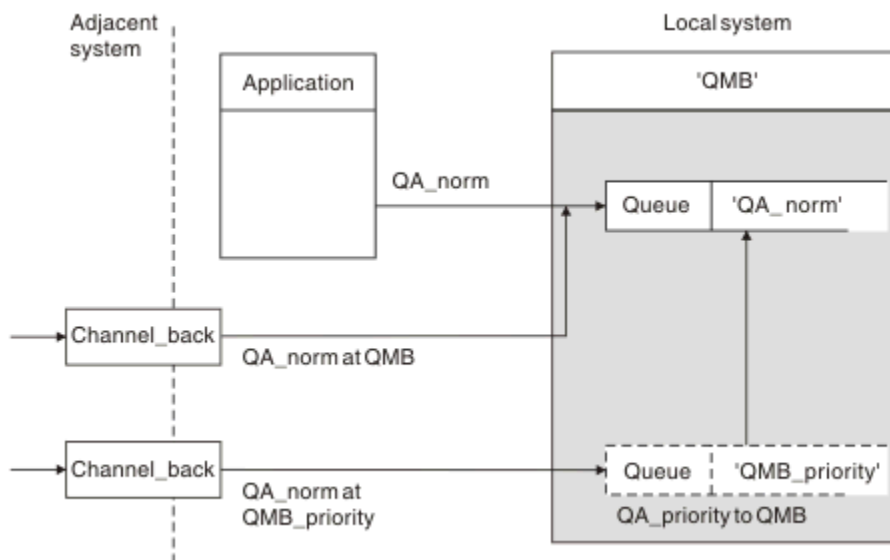 Adjacent
system
Local system
Application
'QMB'
QA_norm
Queue
'QA_norm'
Channel_back
QA_norm at QMB
Channel_back
QA_norm at
QMB_priority
Queue
'QMB_priority'
QA_priority to QMB